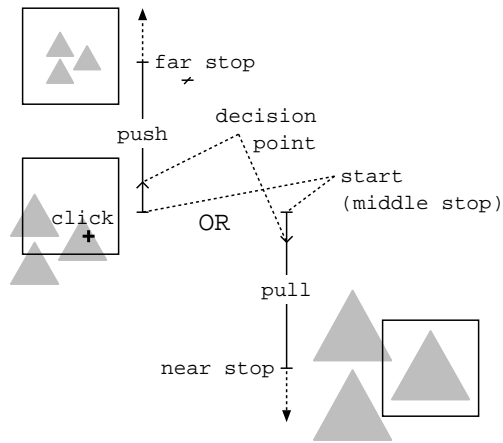 far stop
≁
decision
point
push
start
(middle stop)
click
OR
pull
near stop